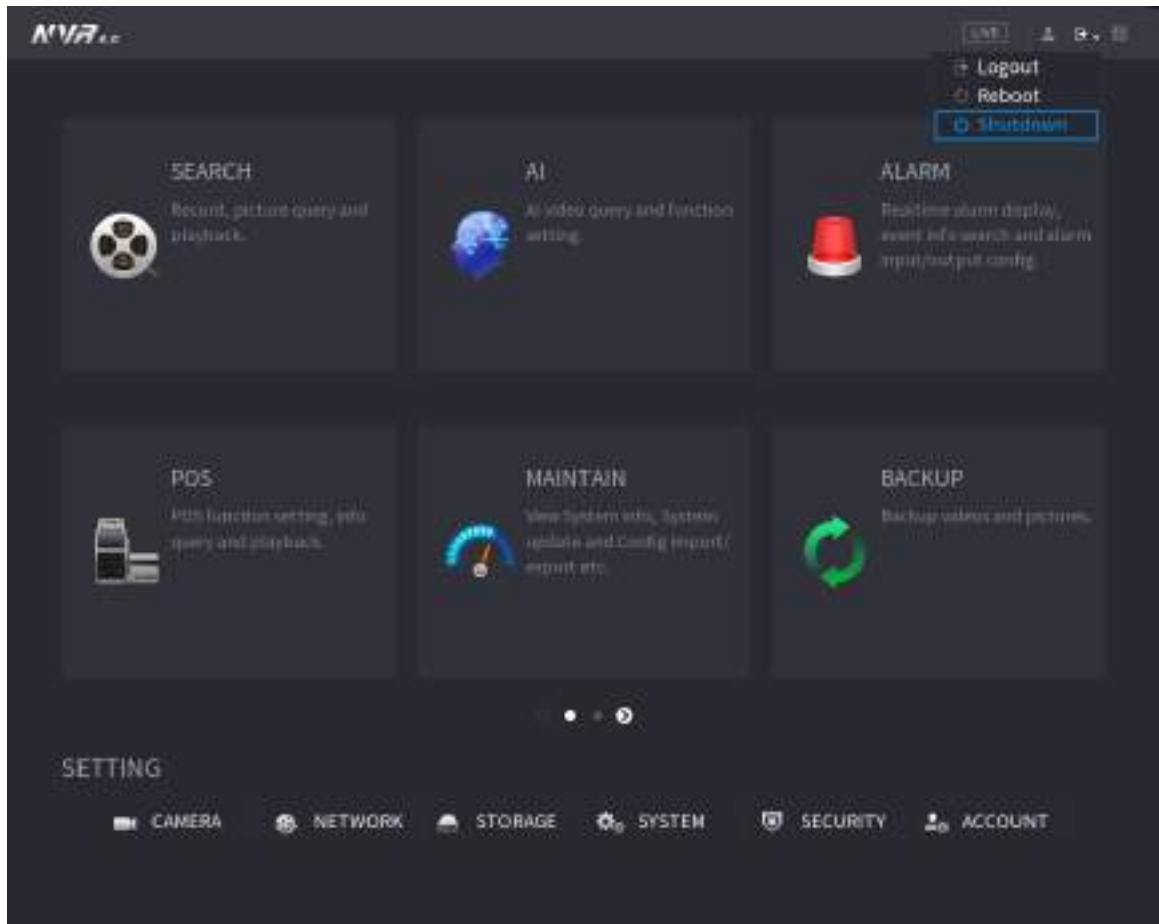 NVR 4.0
LIVE
Logout
Reboot
Shutdown
SEARCH
Record, picture query and
playback.
AI
AI video query and function
setting.
ALARM
Realtime alarm display,
event info search and alarm
input/output config.
POS
POS function setting, info
query and playback.
MAINTAIN
View System info, System
update and Config import/
export etc.
BACKUP
Backup videos and pictures.
SETTING
CAMERA
NETWORK
STORAGE
SYSTEM
SECURITY
ACCOUNT